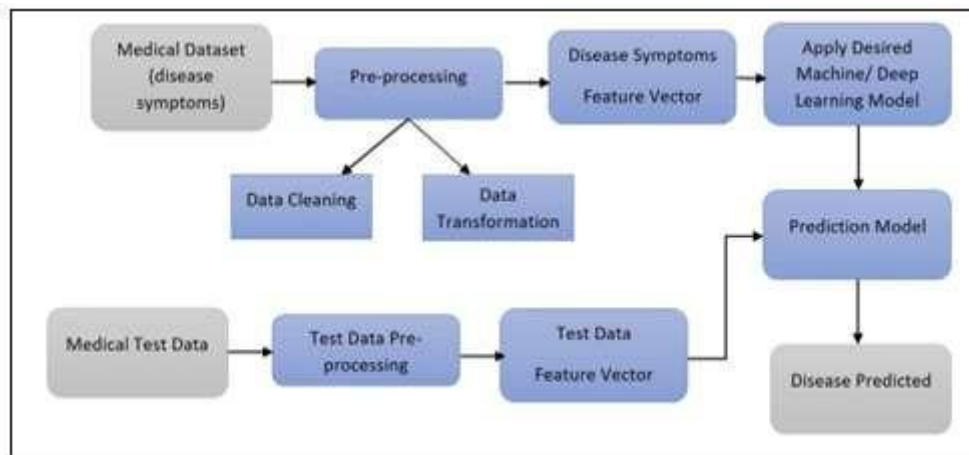 Medical Dataset
(disease
symptoms)
Pre-processing
Disease Symptoms
Feature Vector
Apply Desired
Machine/ Deep
Learning Model
Data Cleaning
Data
Transformation
Prediction Model
Medical Test Data
Test Data Pre-
processing
Test Data
Feature Vector
Disease Predicted